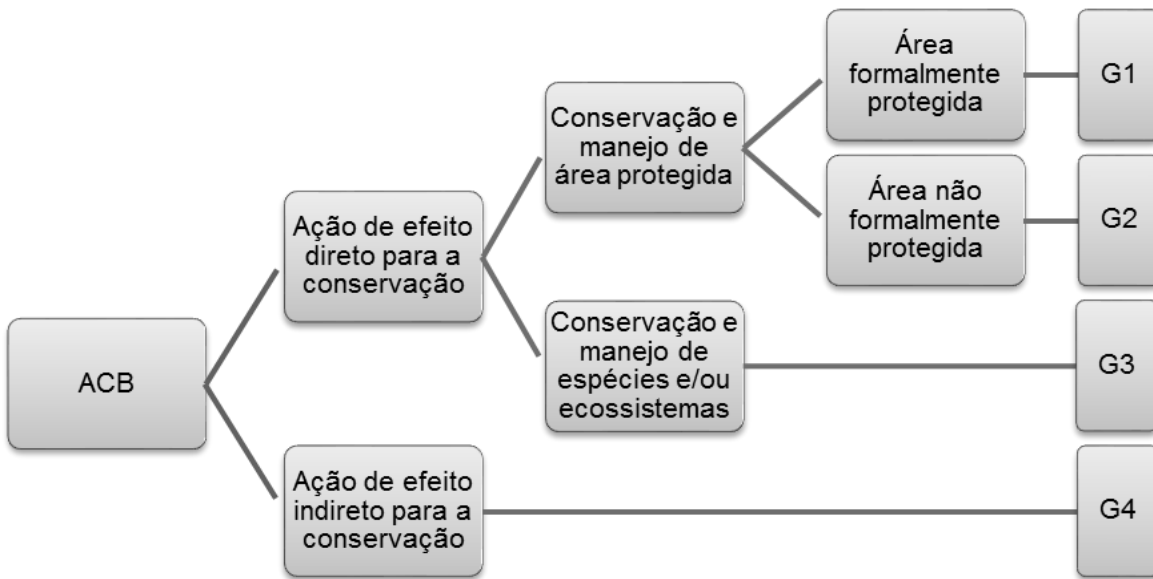 ACB
Ação de efeito
direto para a
conservação
Ação de efeito
indireto para a
conservação
Conservação e
manejo de
área protegida
Conservação e
manejo de
espécies e/ou
ecossistemas
Área
formalmente
protegida
Área não
formalmente
protegida
G1
G2
G3
G4